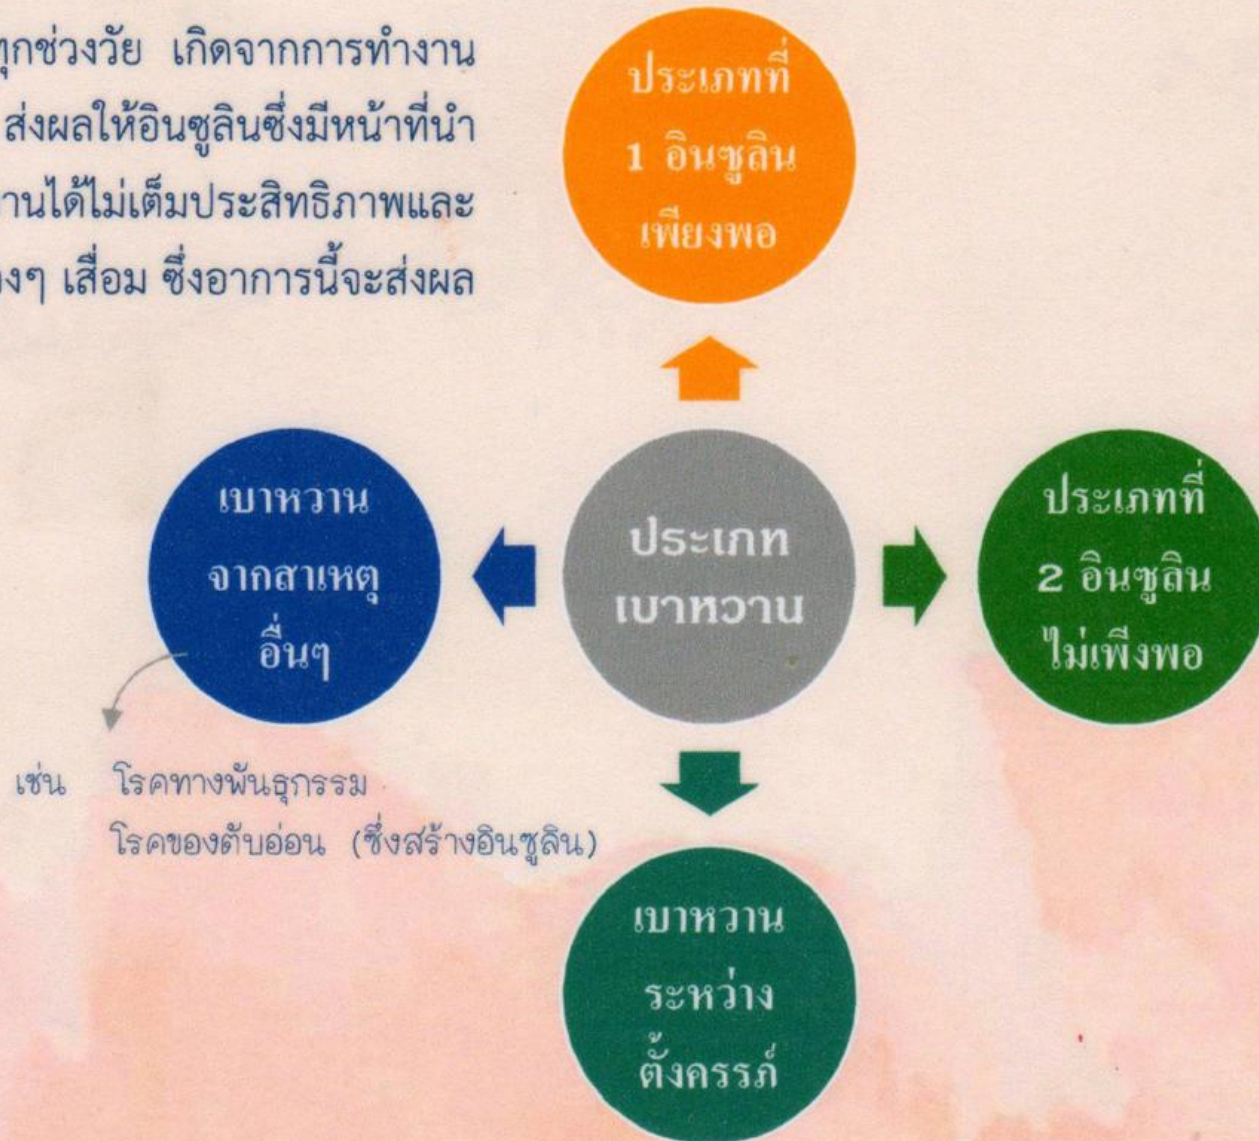 ทุกช่วงวัย เกิดจากการทำงาน
ส่งผลให้อินซูลินซึ่งมีหน้าที่นำ
านได้ไม่เต็มประสิทธิภาพและ
งๆ เสื่อม ซึ่งอาการนี้จะส่งผล
ประเภทที่
1 อินซูลิน
เพียงพอ
เบาหวาน
จากสาเหตุ
อื่นๆ
ประเภท
เบาหวาน
ประเภทที่
2 อินซูลิน
ไม่เพีงพอ
เช่น โรคทางพันธุกรรม
โรคของตับอ่อน (ซึ่งสร้างอินซูลิน)
เบาหวาน
ระหว่าง
ตั้งครรภ์